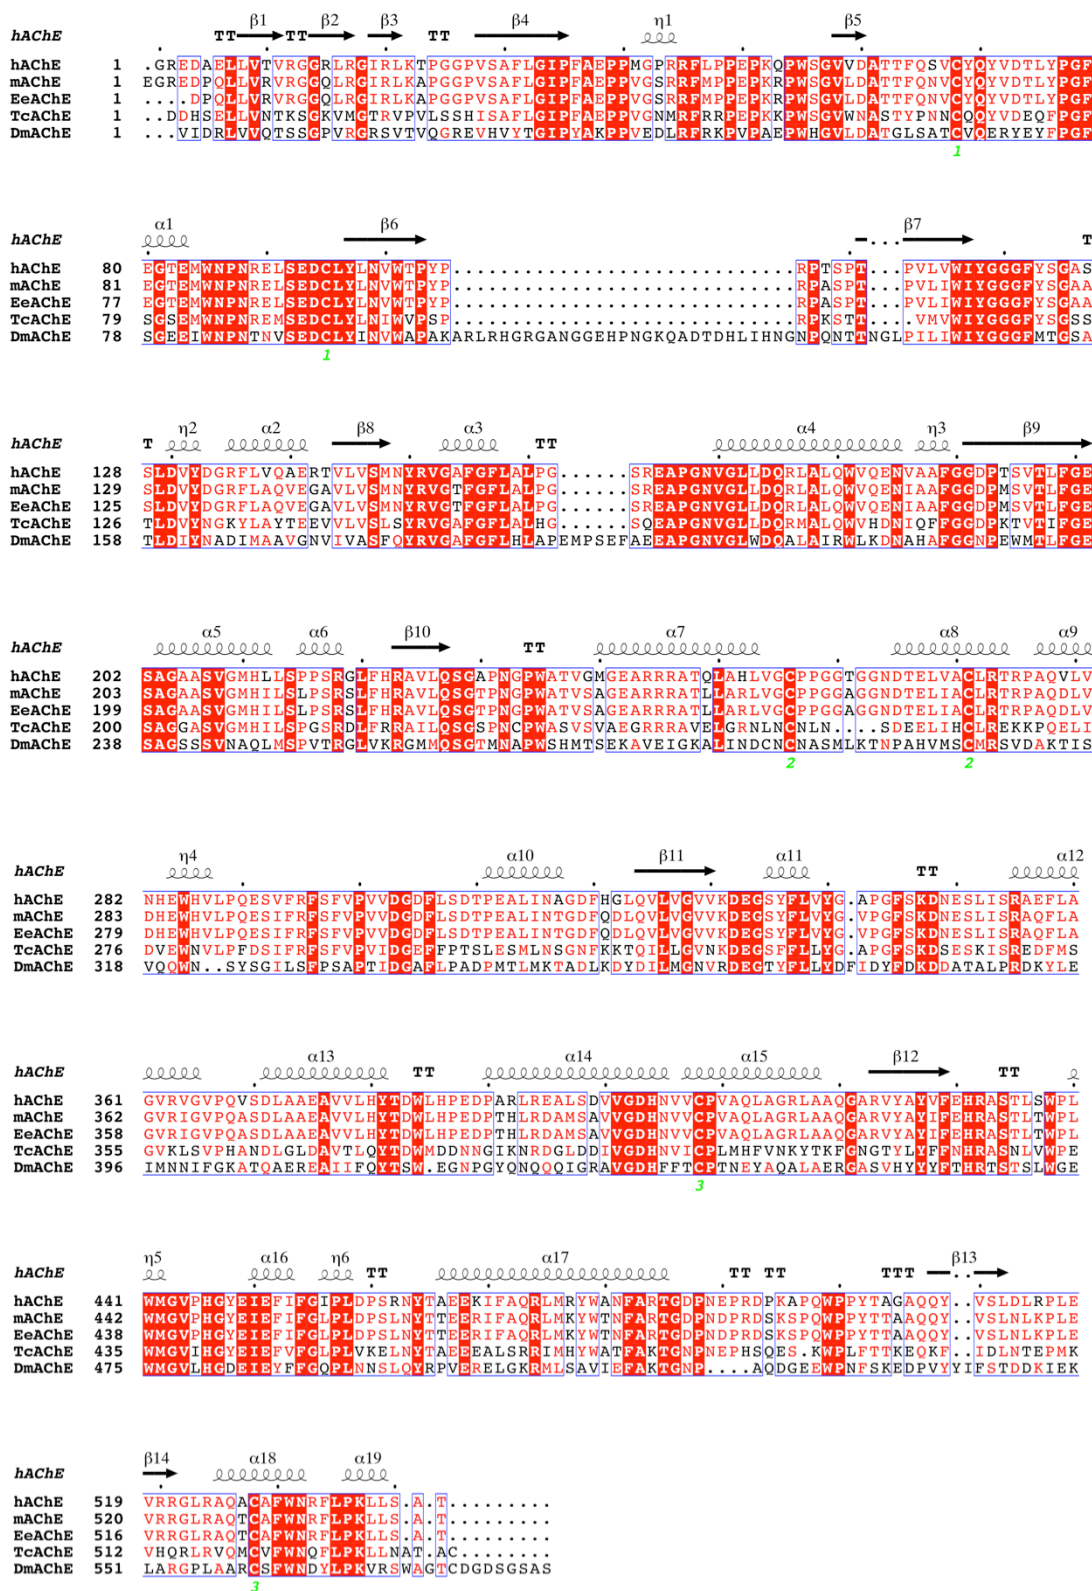 β1 β2 β3 β4 η1 β5
hAChE TT TT TT
hAChE 1 .GREDAELLVTVRGGRLRGIRLKTPGGPVSAFLGIPFAEPPMGPRRFLPPEPKQPWSGVVDATTFQSVCYQYVDTLYPGF
mAChE 1 EGREDPQLLVRVRGGQLRGIRLKAPGGPVSAFLGIPFAEPPVGSRRFMPPEPKRPWSGVLDATTFQNVCYQYVDTLYPGF
EeAChE 1 ....DPQLLVRVRGGQLRGIRLKAPGGPVSAFLGIPFAEPPVGSRRFMPPEPKRPWSGVLDATTFQNVCYQYVDTLYPGF
TcAChE 1 ..DDHSELLVNTKSGKVMGTRVPVLSSHISAFLGIPFAEPPVGNMRFRRPEPKKPWSGVWNASTYPNNCQQYVDEQFPGF
DmAChE 1 ...VIDRLVVQTSSGPVRGRSVTVQGREVHVYTGIPYAKPPVEDLRFRKPVPAEPWHGVLDATGLSATCVQERYEYFPGF
1
α1 β6 β7
hAChE T
hAChE 80 EGTEMWNPNRELSEDCLYLNVWTPYP.............................RPTSPT...PVLVWIYGGGFYSGAS
mAChE 81 EGTEMWNPNRELSEDCLYLNVWTPYP.............................RPASPT...PVLIWIYGGGFYSGAA
EeAChE 77 EGTEMWNPNRELSEDCLYLNVWTPYP.............................RPASPT...PVLIWIYGGGFYSGAA
TcAChE 79 SGSEMWNPNREMSEDCLYLNIWVPSP.............................RPKSTT...VMVWIYGGGFYSGSS
DmAChE 78 SGEEIWNPNTNVSEDCLYINVWAPAKARLRHGRGANGGEHPNGKQADTDHLIHNGNPQNTTNGLPILIWIYGGGFMTGSA
1
η2 α2 β8 α3 α4 η3 β9
hAChE T TT
hAChE 128 SLDVYDGRFLVQAERTVLVSMNYRVGAFGFLALPG......SREAPGNVGLLDQRLALQWVQENVAAFGGDPTSVTLFGE
mAChE 129 SLDVYDGRFLAQVEGAVLVSMNYRVGTFGFLALPG......SREAPGNVGLLDQRLALQWVQENIAAFGGDPMSVTLFGE
EeAChE 125 SLDVYDGRFLAQVEGAVLVSMNYRVGTFGFLALPG......SREAPGNVGLLDQRLALQWVQENIAAFGGDPMSVTLFGE
TcAChE 126 TLDVYNGKYLAYTEEVVLVSLSYRVGAFGFLALHG......SQEAPGNVGLLDQRMALQWVHDNIQFFGGDPKTVTIFGE
DmAChE 158 TLDIYNADIMAAVGNVIVASFQYRVGAFGFLHLAPEMPSEFAEEAPGNVGLWDQALAIRWLKDNAHAFGGNPEWMTLFGE
α5 α6 β10 α7 α8 α9
hAChE TT
hAChE 202 SAGAASVGMHLLSPPSRGLFHRAVLQSGAPNGPWATVGMGEARRRATQLAHLVGCPPGGTGGNDTELVACLRTRPAQVLV
mAChE 203 SAGAASVGMHILSLPSRSLFHRAVLQSGTPNGPWATVSAGEARRRATLLARLVGCPPGGAGGNDTELIACLRTRPAQDLV
EeAChE 199 SAGAASVGMHILSLPSRSLFHRAVLQSGTPNGPWATVSAGEARRRATLLARLVGCPPGGAGGNDTELIACLRTRPAQDLV
TcAChE 200 SAGGASVGMHILSPGSRDLFRRAILQSGSPNCPWASVSVAEGRRRAVELGRNLNCNLN....SDEELIHCLREKKPQELI
DmAChE 238 SAGSSSVNAQLMSPVTRGLVKRGMMQSGTMNAPWSHMTSEKAVEIGKALINDCNCNASMLKTNPAHVMSCMRSVDAKTIS
2 2
η4 α10 β11 α11 α12
hAChE TT
hAChE 282 NHEWHVLPQESVFRFSFVPVVDGDFLSDTPEALINAGDFHGLQVLVGVVKDEGSYFLVYG.APGFSKDNESLISRAEFLA
mAChE 283 DHEWHVLPQESIFRFSFVPVVDGDFLSDTPEALINTGDFQDLQVLVGVVKDEGSYFLVYG.VPGFSKDNESLISRAQFLA
EeAChE 279 DHEWHVLPQESIFRFSFVPVVDGDFLSDTPEALINTGDFQDLQVLVGVVKDEGSYFLVYG.VPGFSKDNESLISRAQFLA
TcAChE 276 DVEWNVLPFDSIFRFSFVPVIDGEFFPTSLESMLNSGNFKKTQILLGVNKDEGSFFLLYG.APGFSKDSESKISREDFMS
DmAChE 318 VQQWN..SYSGILSFPSAPTIDGAFLPADPMTLMKTADLKDYDILMGNVRDEGTYFLLYDFIDYFDKDDATALPRDKYLE
α13 α14 α15 β12
hAChE TT TT
hAChE 361 GVRVGVPQVSDLAAEAVVLHYTDWLHPEDPARLREALSDVVGDHNVVCPVAQLAGRLAAQGARVYAYVFEHRASTLSWPL
mAChE 362 GVRIGVPQASDLAAEAVVLHYTDWLHPEDPTHLRDAMSAVVGDHNVVCPVAQLAGRLAAQGARVYAYIFEHRASTLTWPL
EeAChE 358 GVRIGVPQASDLAAEAVVLHYTDWLHPEDPTHLRDAMSAVVGDHNVVCPVAQLAGRLAAQGARVYAYIFEHRASTLTWPL
TcAChE 355 GVKLSVPHANDLGLDAVTLQYTDWMDDNNGIKNRDGLDDIVGDHNVICPLMHFVNKYTKFGNGTYLYFFNHRASNLVWPE
DmAChE 396 IMNNIFGKATQAEREAIIFQYTSW.EGNPGYQNQQQIGRAVGDHFFTCPTNEYAQALAERGASVHYYYFTHRTSTSLWGE
3
η5 α16 η6 α17 β13
hAChE TT TT TT TTT
hAChE 441 WMGVPHGYEIEFIFGIPLDPSRNYTAEEKIFAQRLMRYWANFARTGDPNEPRDPKAPQWPPYTAGAQQY..VSLDLRPLE
mAChE 442 WMGVPHGYEIEFIFGLPLDPSLNYTTEERIFAQRLMKYWTNFARTGDPNDPRDSKSPQWPPYTTAAQQY..VSLNLKPLE
EeAChE 438 WMGVPHGYEIEFIFGLPLDPSLNYTTEERIFAQRLMKYWTNFARTGDPNDPRDSKSPQWPPYTTAAQQY..VSLNLKPLE
TcAChE 435 WMGVIHGYEIEFVFGLPLVKELNYTAEEEALSRRIMHYWATFAKTGNPNEPHSQES.KWPLFTTKEQKF..IDLNTEPMK
DmAChE 475 WMGVLHGDEIEYFFGQPLNNSLQYRPVERELGKRMLSAVIEFAKTGNP....AQDGEEWPNFSKEDPVYYIFSTDDKIEK
β14 α18 α19
hAChE
hAChE 519 VRRGLRAQACAFWNRFLPKLLS.A.T.........
mAChE 520 VRRGLRAQTCAFWNRFLPKLLS.A.T.........
EeAChE 516 VRRGLRAQTCAFWNRFLPKLLS.A.T.........
TcAChE 512 VHQRLRVQMCVFWNQFLPKLLNAT.AC........
DmAChE 551 LARGPLAARCSFWNDYLPKVRSWAGTCDGDSGSAS
3